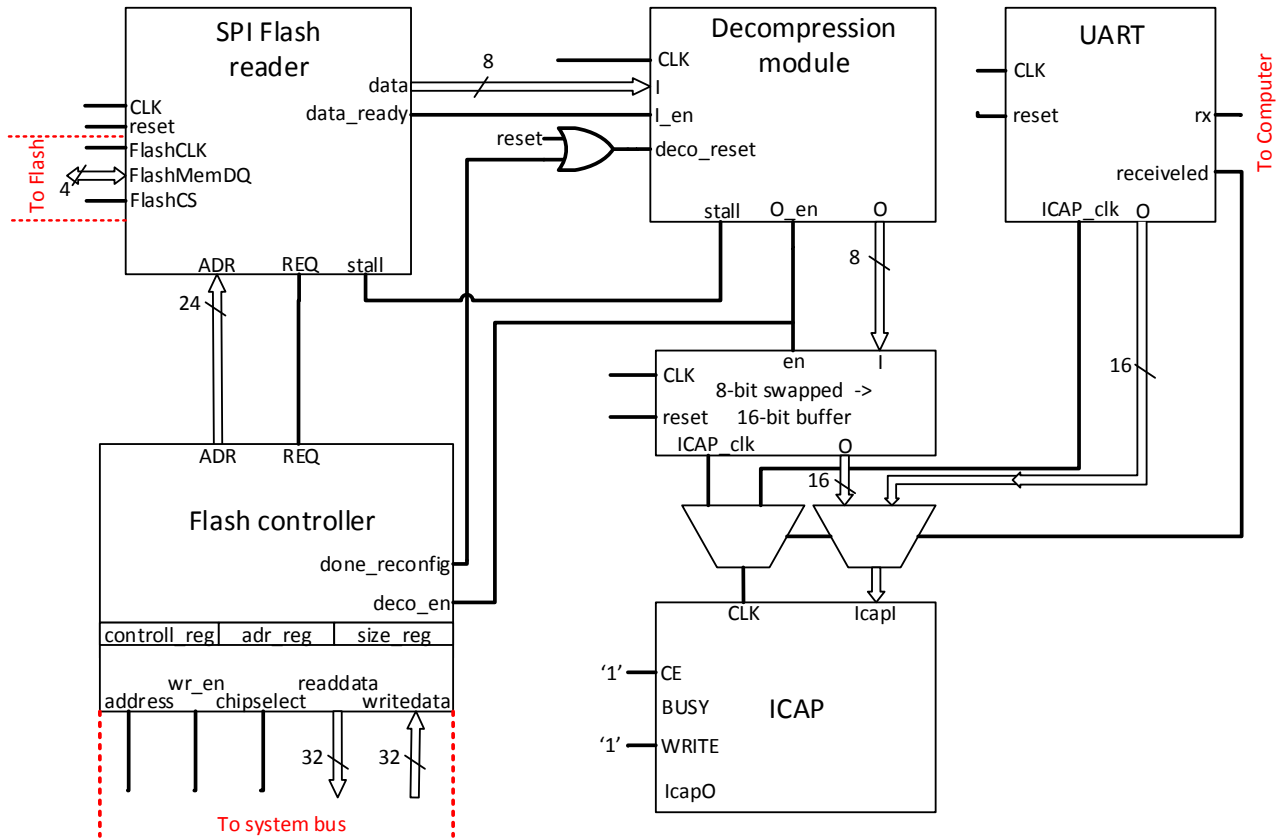 SPI Flash
reader
data
data_ready
CLK
reset
FlashCLK
FlashMemDQ
FlashCS
ADR
REQ
stall
To Flash
4
8
reset
Decompression
module
CLK
I
I_en
deco_reset
stall
O_en
O
8
UART
CLK
reset
rx
receiveled
ICAP_clk
O
To Computer
24
16
en
I
CLK
8-bit swapped ->
reset
16-bit buffer
ICAP_clk
O
16
ADR
REQ
Flash controller
done_reconfig
deco_en
controll_reg
adr_reg
size_reg
wr_en
readdata
address
chipselect
writedata
32
32
To system bus
CLK
IcapI
‘1’
CE
BUSY
ICAP
‘1’
WRITE
IcapO